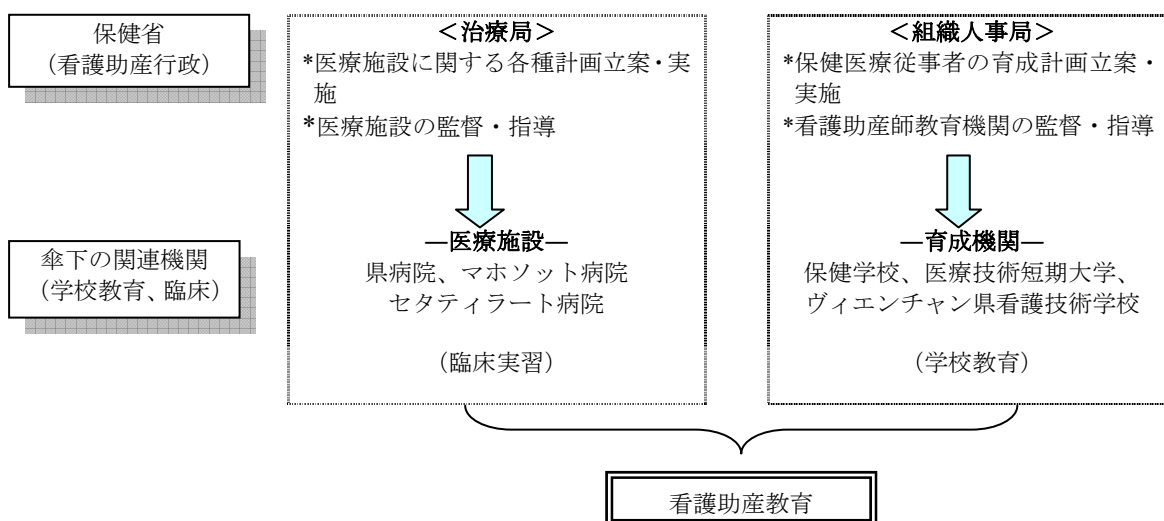 保健省
（看護助産行政）
＜治療局＞
*医療施設に関する各種計画立案・実
施
*医療施設の監督・指導
＜組織人事局＞
*保健医療従事者の育成計画立案・
実施
*看護助産師教育機関の監督・指導
傘下の関連機関
（学校教育、臨床）
―医療施設―
県病院、マホソット病院
セタティラート病院
（臨床実習）
―育成機関―
保健学校、医療技術短期大学、
ヴィエンチャン県看護技術学校
（学校教育）
看護助産教育